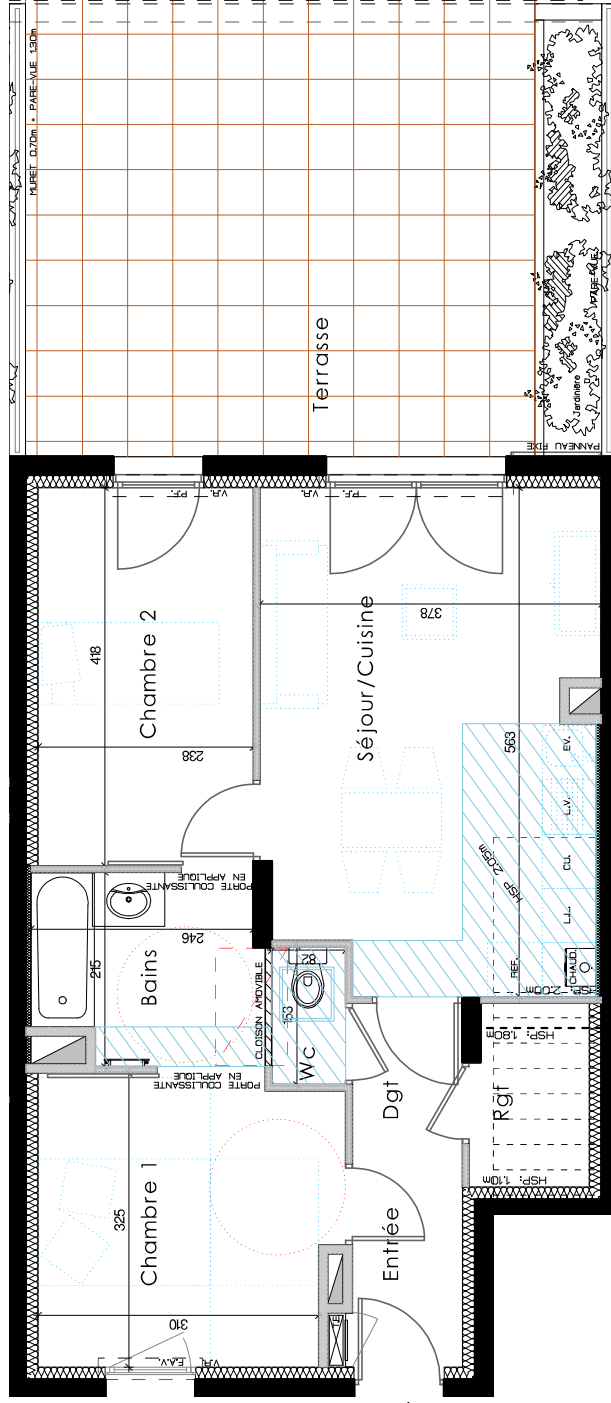 MURET 0.70m + PARE-VUE 1.30m
Terrasse
PARE-VUE
Jardinière
PANNEAU FIXE
V.R.
P.F.
V.R.
P.F.
Chambre 2
418
238
Séjour/Cuisine
378
563
HSP 2.05m
EV.
L.V.
CU.
L.L.
REF.
CHAUD.
HSP: 2.00m
PORTE COULISSANTE
EN APPLIQUE
Bains
246
215
CLOISON AMOVIBLE
WC
153
PORTE COULISSANTE
EN APPLIQUE
Dgt
Rgt
HSP: 1.80m
HSP: 1.10m
Chambre 1
325
310
Entrée
F.A.V.
V.R.